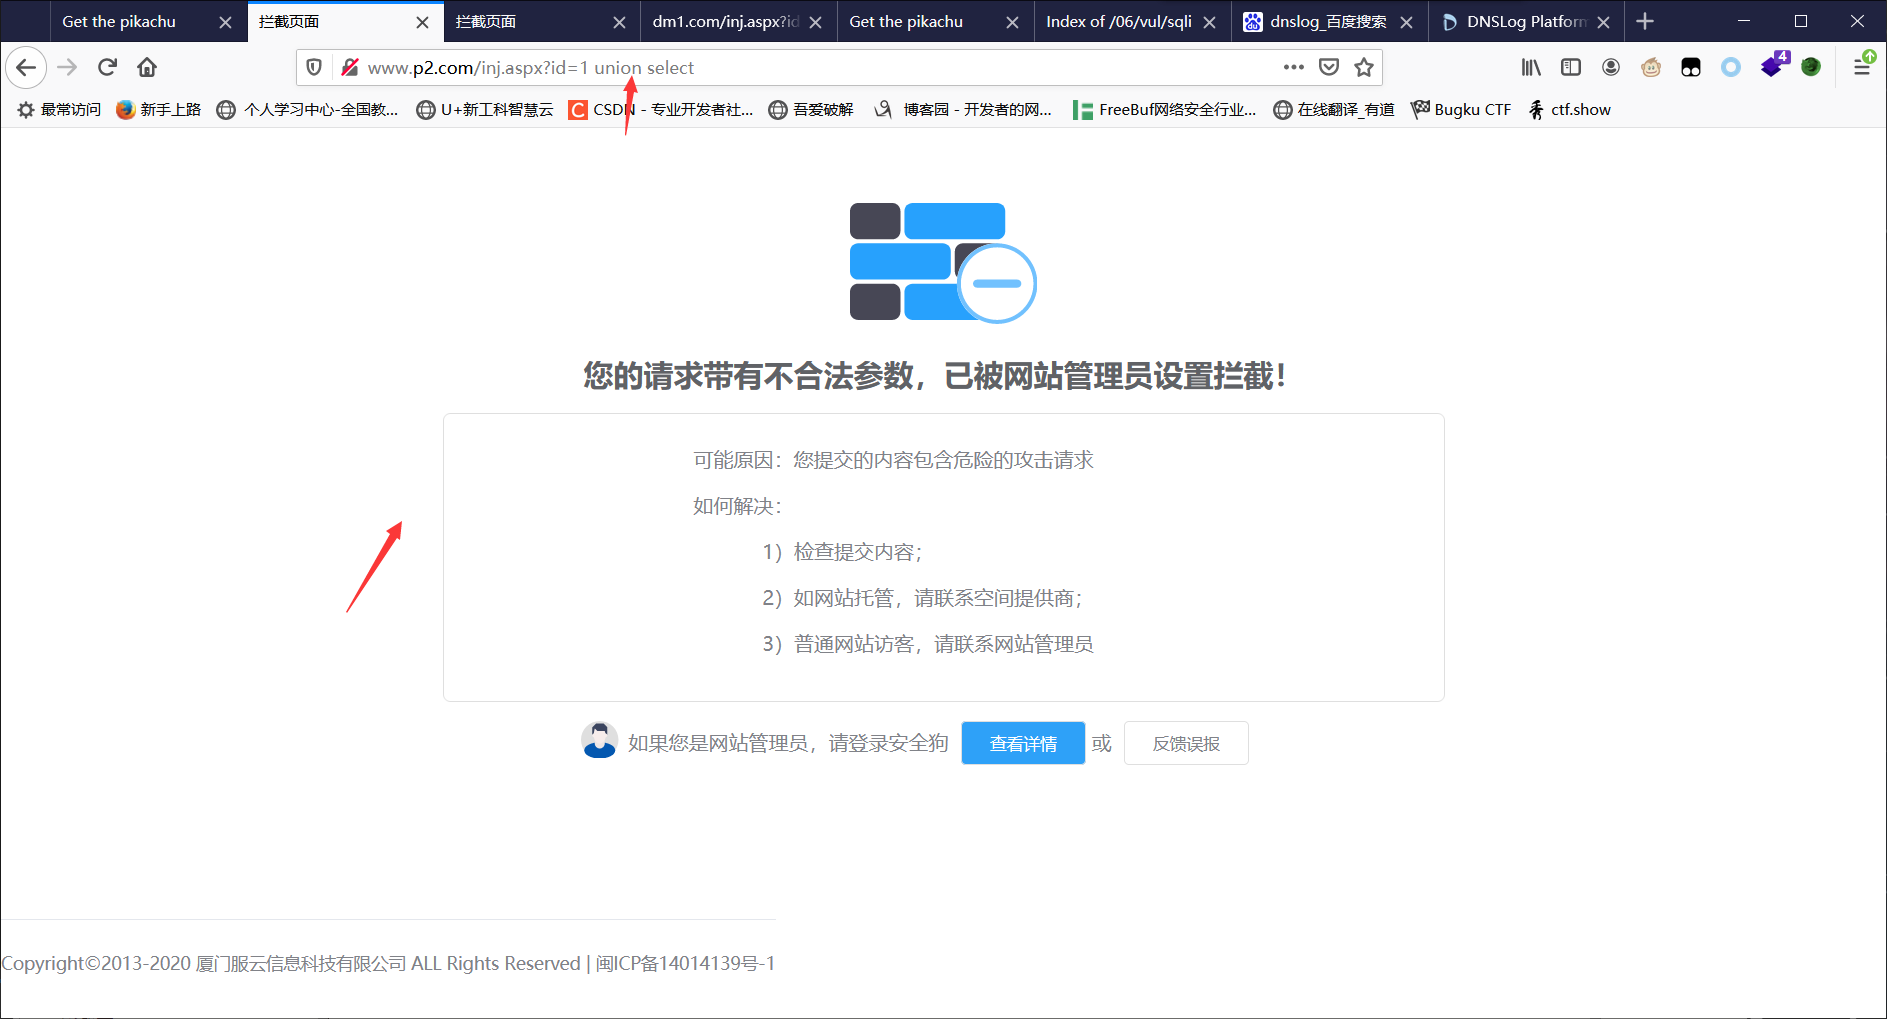 Get the pikachu
拦截页面
拦截页面
dm1.com/inj.aspx?id
Get the pikachu
Index of /06/vul/sqli
dnslog_百度搜索
DNSLog Platform
www.p2.com/inj.aspx?id=1 union select
4
最常访问
新手上路
个人学习中心-全国教...
U+新工科智慧云
CSDN - 专业开发者社...
吾爱破解
博客园 - 开发者的网...
FreeBuf网络安全行业...
在线翻译_有道
Bugku CTF
ctf.show
您的请求带有不合法参数，已被网站管理员设置拦截！
可能原因：您提交的内容包含危险的攻击请求
如何解决：
1）检查提交内容；
2）如网站托管，请联系空间提供商；
3）普通网站访客，请联系网站管理员
如果您是网站管理员，请登录安全狗 查看详情 或 反馈误报
Copyright©2013-2020 厦门服云信息科技有限公司 ALL Rights Reserved | 闽ICP备14014139号-1